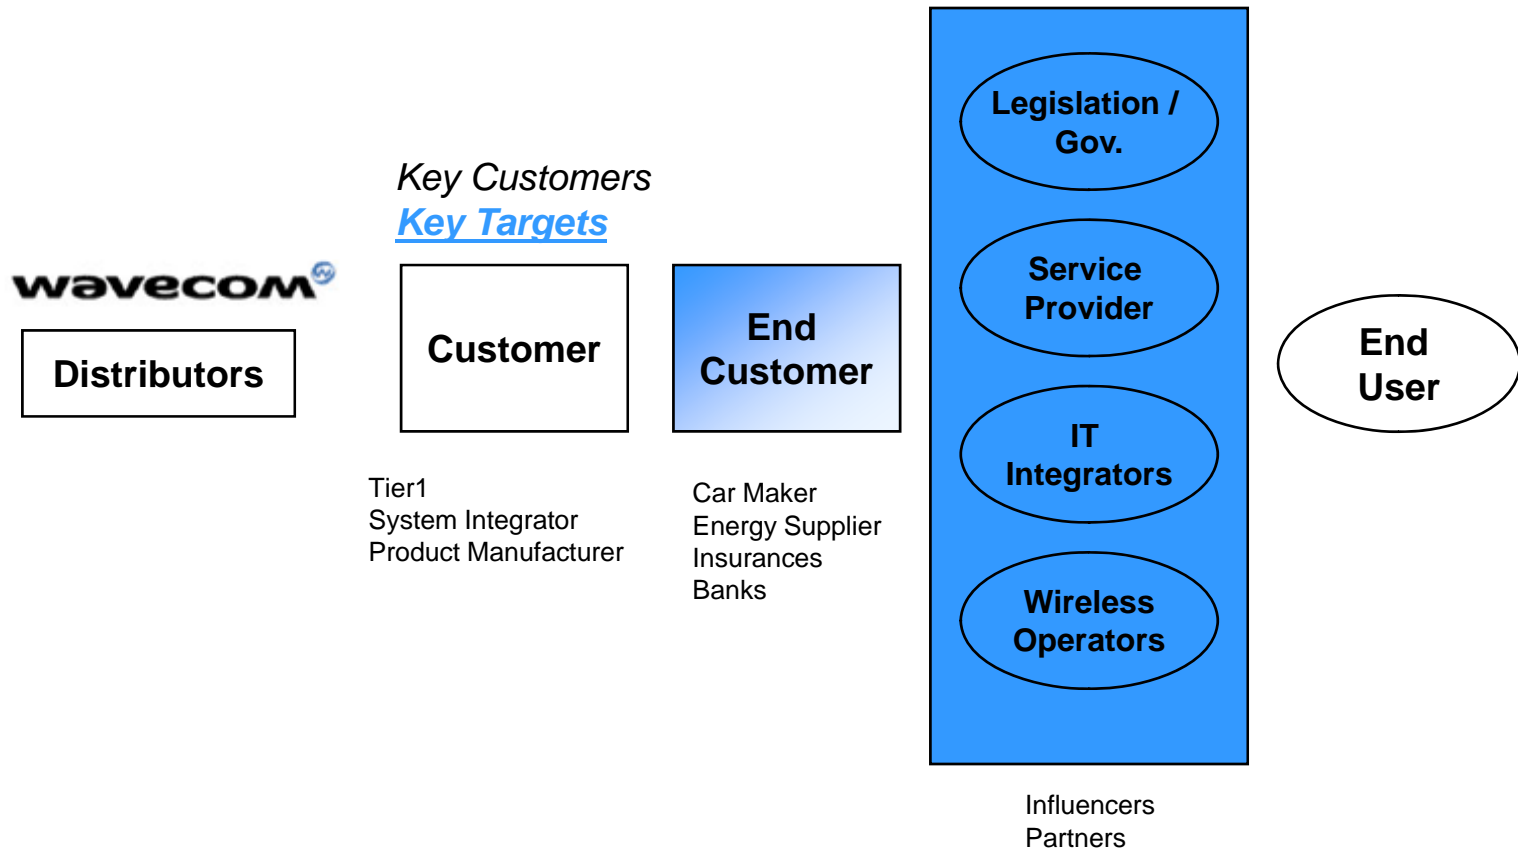 Key Customers
Key Targets
wavecom
Distributors
Customer
Tier1
System Integrator
Product Manufacturer
End
Customer
Car Maker
Energy Supplier
Insurances
Banks
Legislation /
Gov.
Service
Provider
IT
Integrators
Wireless
Operators
Influencers
Partners
End
User